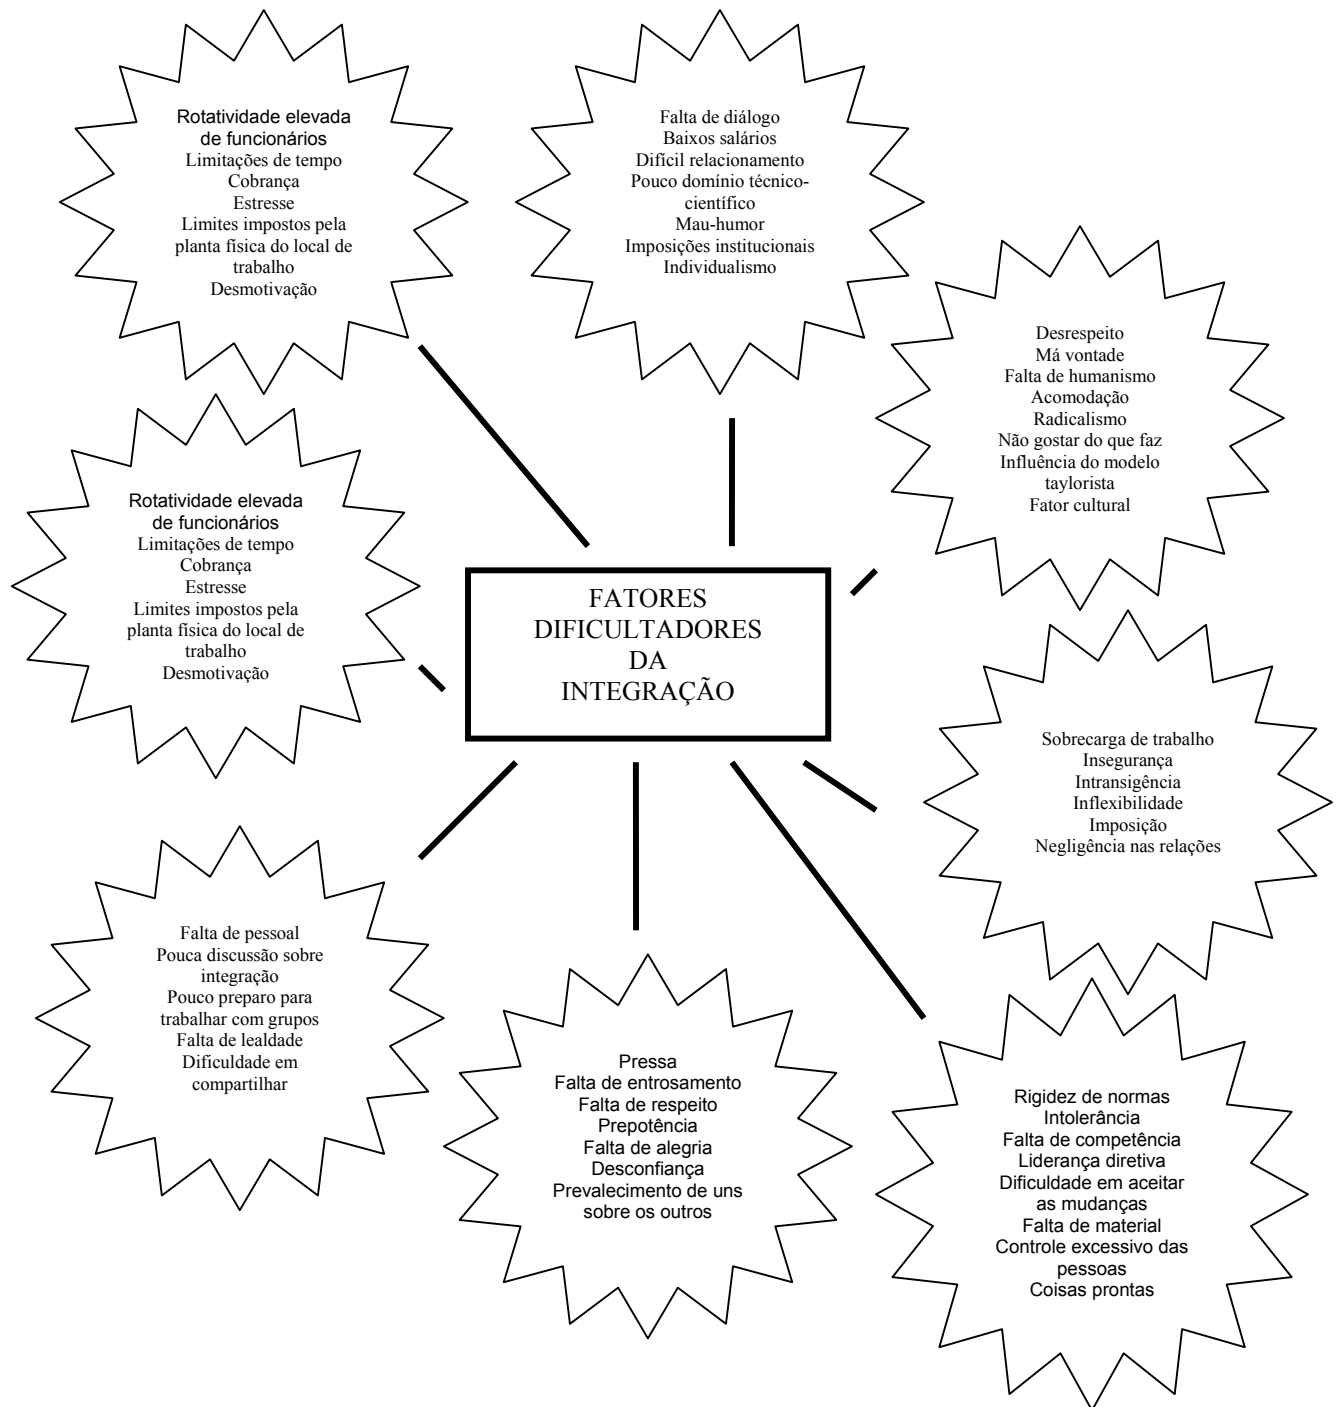 Rotatividade elevada
de funcionários
Limitações de tempo
Cobrança
Estresse
Limites impostos pela
planta física do local de
trabalho
Desmotivação
Falta de diálogo
Baixos salários
Difícil relacionamento
Pouco domínio técnico-
científico
Mau-humor
Imposições institucionais
Individualismo
Desrespeito
Má vontade
Falta de humanismo
Acomodação
Radicalismo
Não gostar do que faz
Influência do modelo
taylorista
Fator cultural
Rotatividade elevada
de funcionários
Limitações de tempo
Cobrança
Estresse
Limites impostos pela
planta física do local de
trabalho
Desmotivação
FATORES
DIFICULTADORES
DA
INTEGRAÇÃO
Sobrecarga de trabalho
Insegurança
Intransigência
Inflexibilidade
Imposição
Negligência nas relações
Falta de pessoal
Pouca discussão sobre
integração
Pouco preparo para
trabalhar com grupos
Falta de lealdade
Dificuldade em
compartilhar
Pressa
Falta de entrosamento
Falta de respeito
Prepotência
Falta de alegria
Desconfiança
Prevalecimento de uns
sobre os outros
Rigidez de normas
Intolerância
Falta de competência
Liderança diretiva
Dificuldade em aceitar
as mudanças
Falta de material
Controle excessivo das
pessoas
Coisas prontas